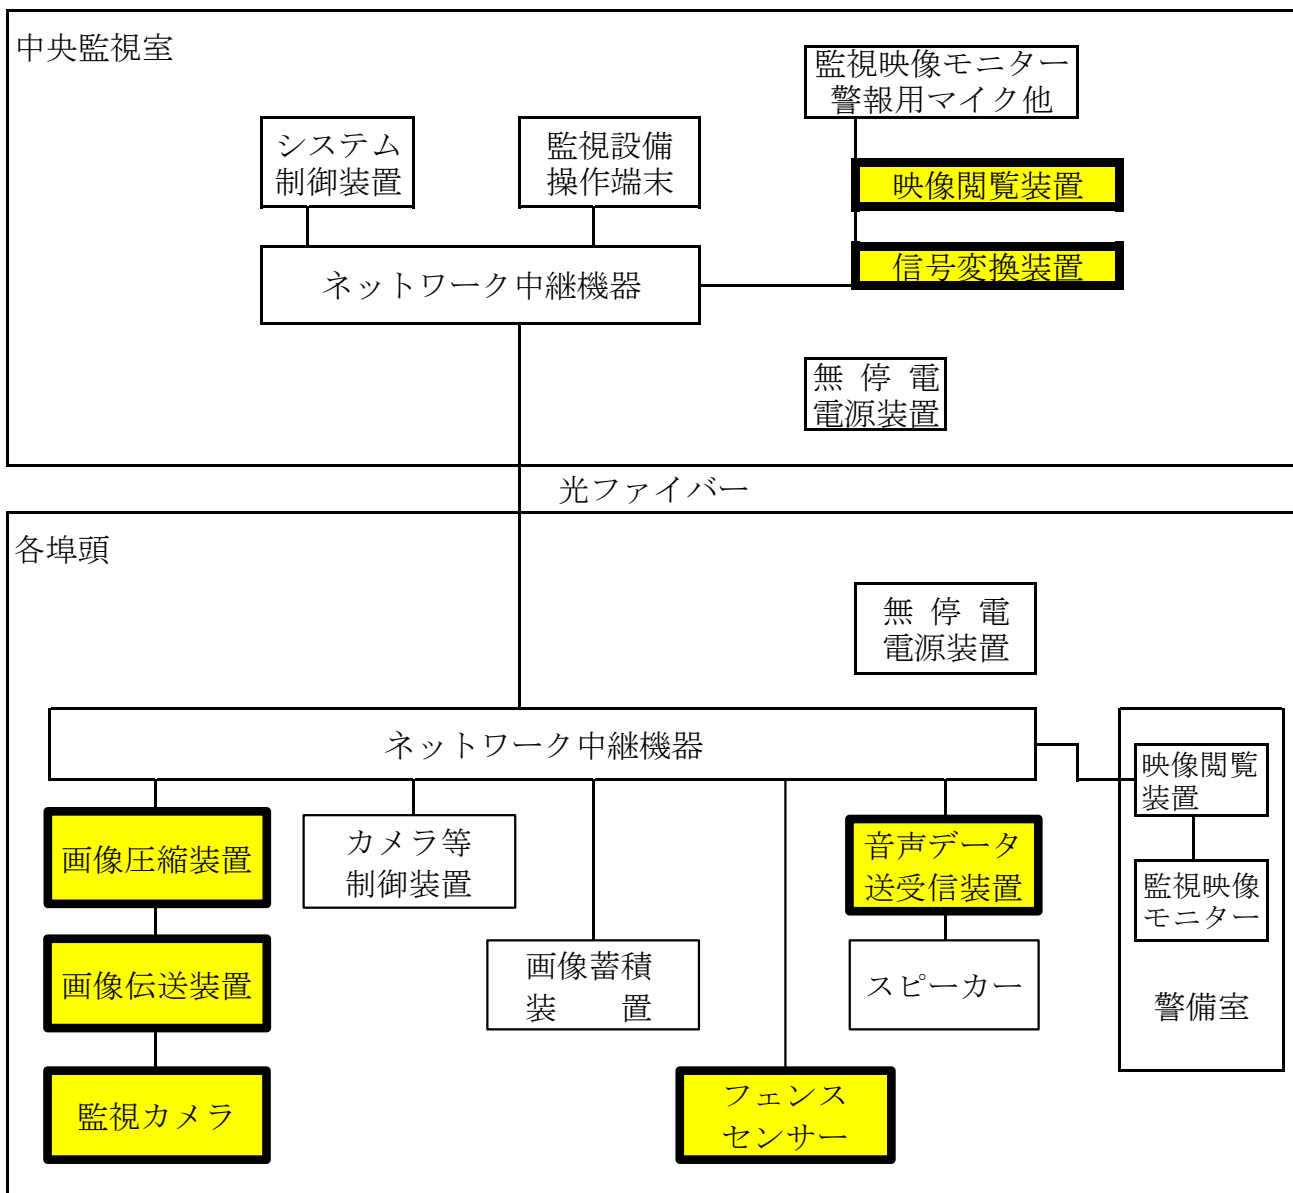 中央監視室
監視映像モニター
警報用マイク他
システム
制御装置
監視設備
操作端末
映像閲覧装置
信号変換装置
ネットワーク中継機器
無停電
電源装置
光ファイバー
各埠頭
無停電
電源装置
ネットワーク中継機器
映像閲覧
装置
画像圧縮装置
カメラ等
制御装置
音声データ
送受信装置
監視映像
モニター
画像伝送装置
画像蓄積
装置
スピーカー
警備室
監視カメラ
フェンス
センサー